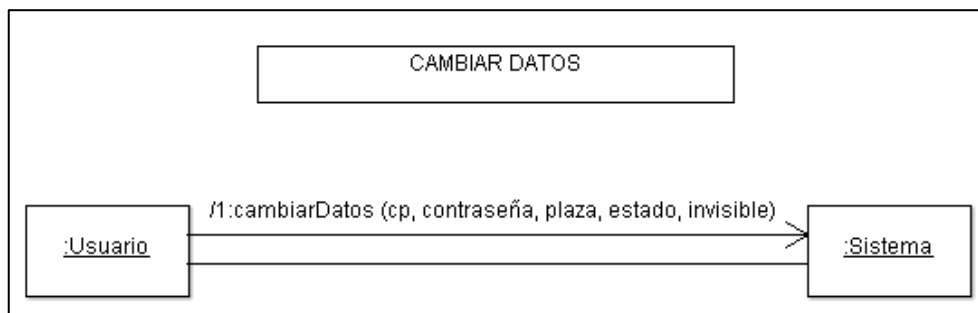 CAMBIAR DATOS
/1:cambiarDatos (cp, contraseña, plaza, estado, invisible)
:Usuario
:Sistema